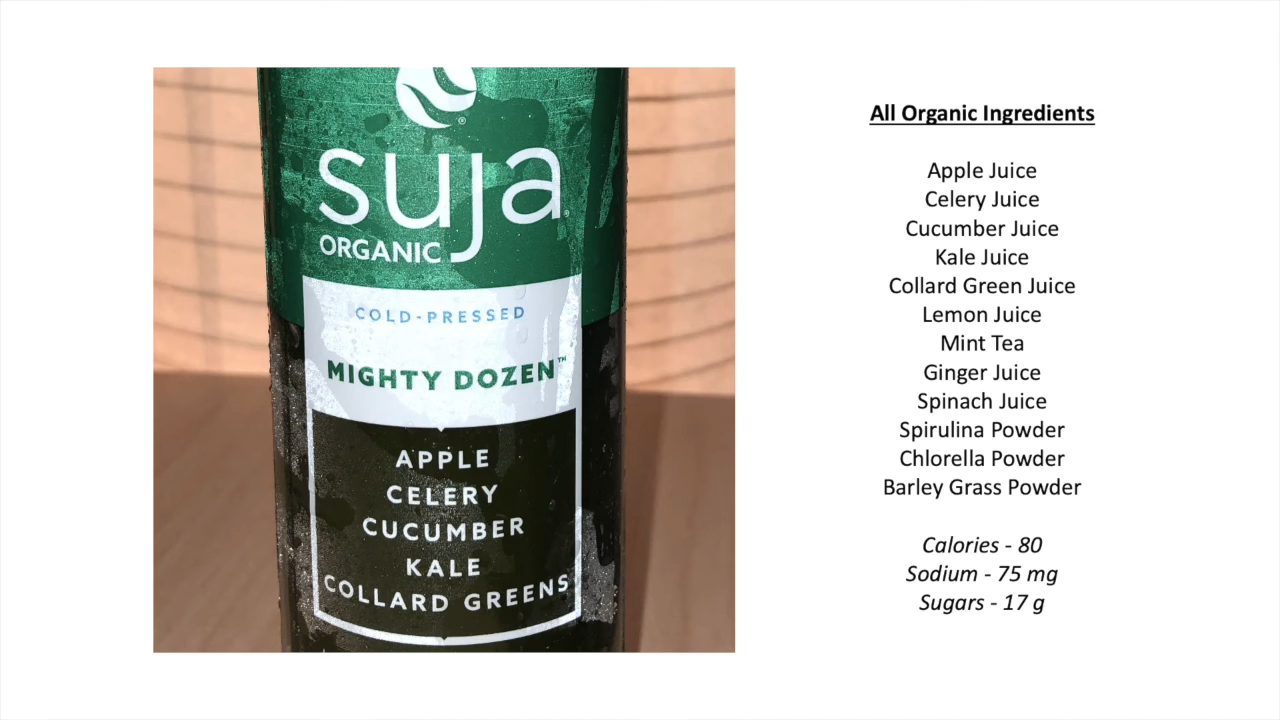 ®
suja®
ORGANIC
COLD-PRESSED
MIGHTY DOZEN™
APPLE
CELERY
CUCUMBER
KALE
COLLARD GREENS
All Organic Ingredients
Apple Juice
Celery Juice
Cucumber Juice
Kale Juice
Collard Green Juice
Lemon Juice
Mint Tea
Ginger Juice
Spinach Juice
Spirulina Powder
Chlorella Powder
Barley Grass Powder
Calories - 80
Sodium - 75 mg
Sugars - 17 g